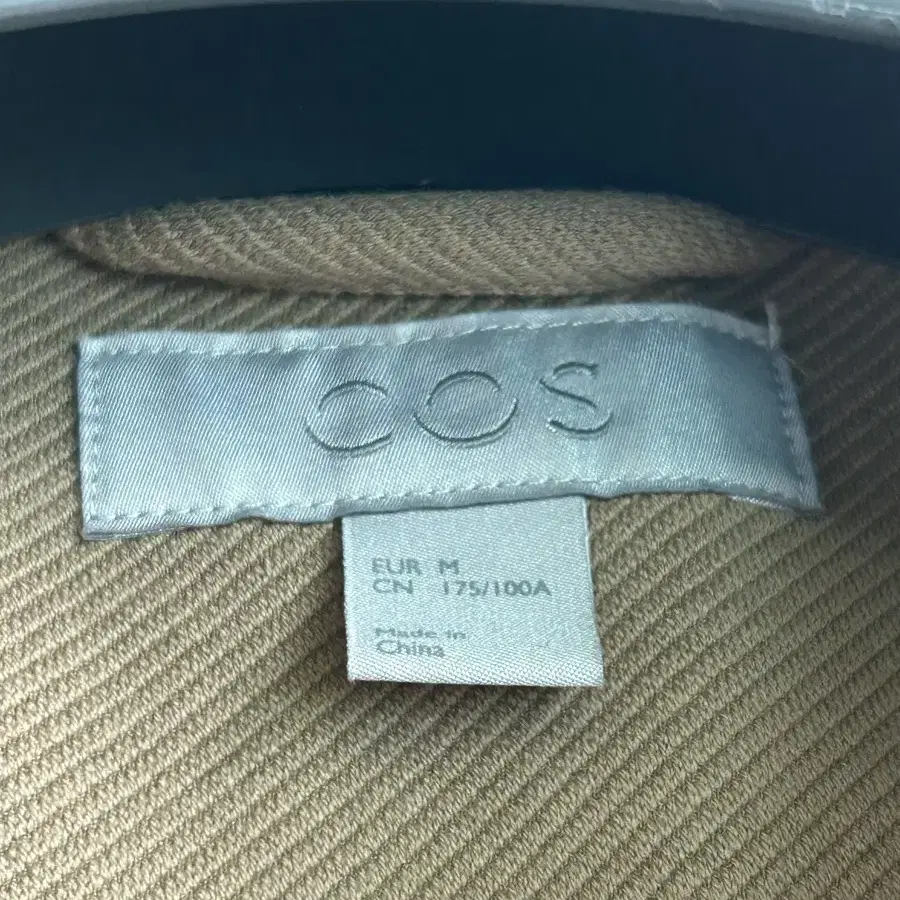 COS
EUR M
CN 175/100A
Made in
China